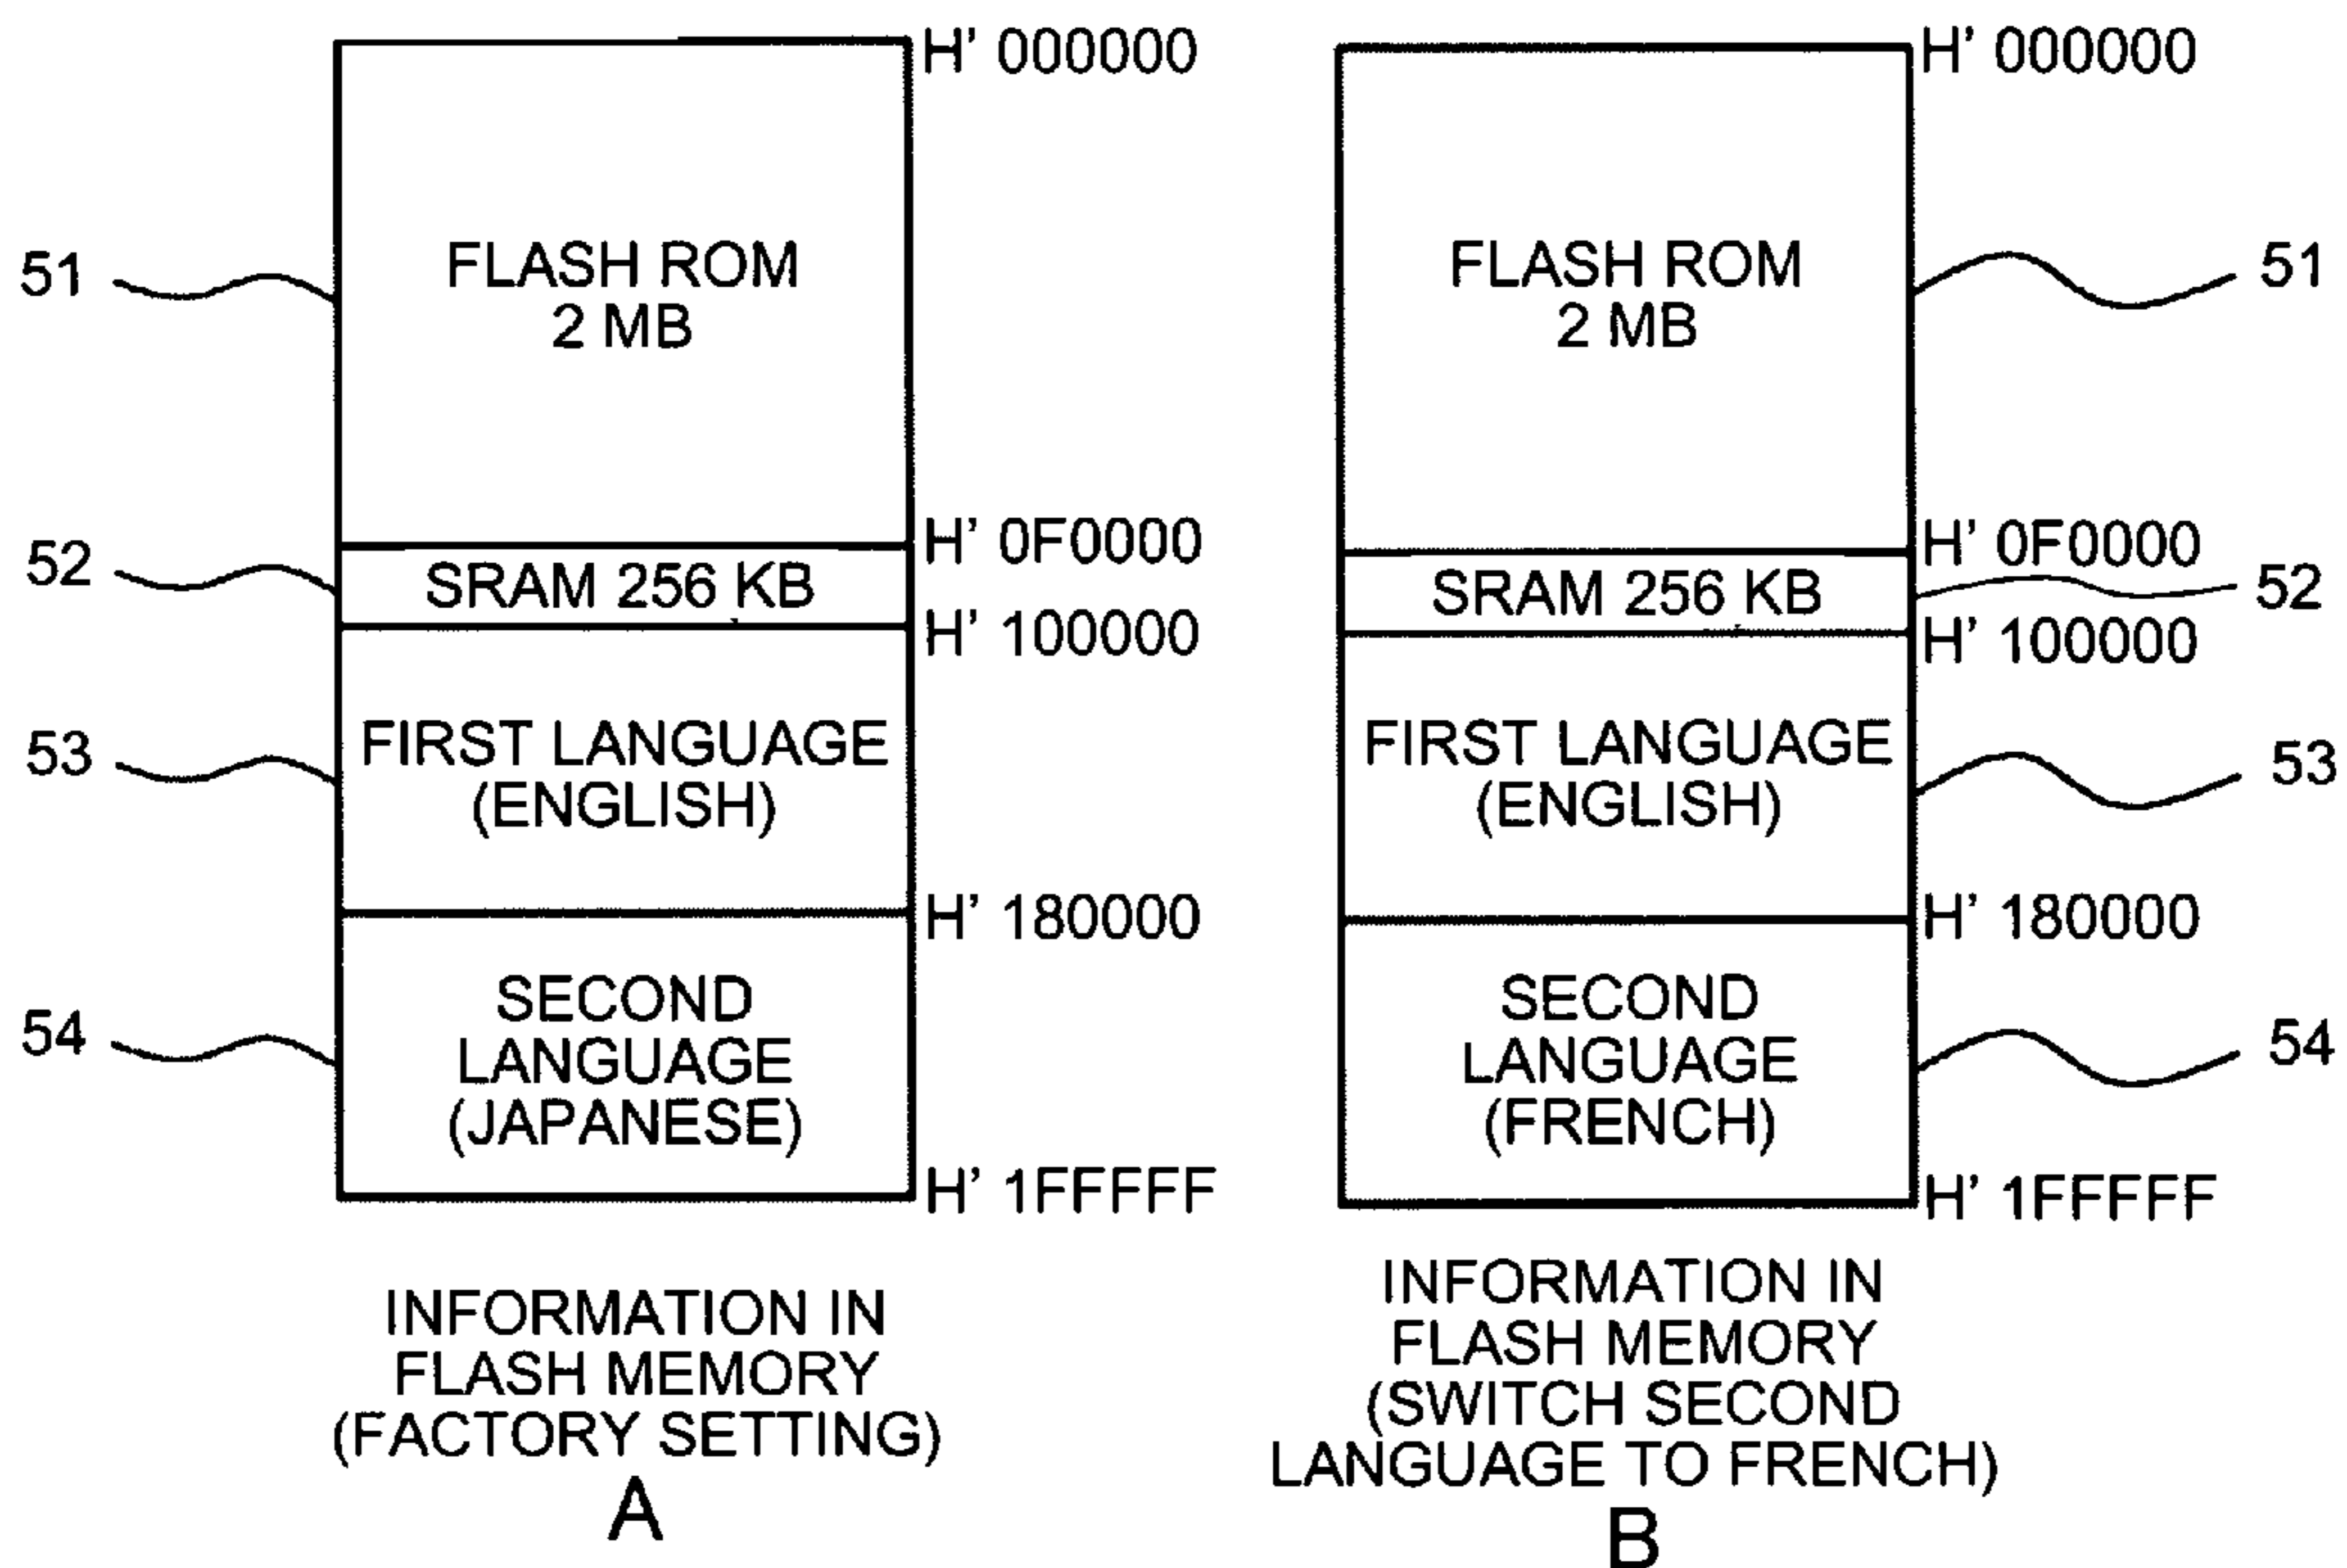 H' 000000
51
FLASH ROM
2 MB
H' 0F0000
52
SRAM 256 KB
H' 100000
53
FIRST LANGUAGE
(ENGLISH)
H' 180000
54
SECOND
LANGUAGE
(JAPANESE)
H' 1FFFFF
INFORMATION IN
FLASH MEMORY
(FACTORY SETTING)
A
H' 000000
FLASH ROM
2 MB
51
H' 0F0000
SRAM 256 KB
52
H' 100000
FIRST LANGUAGE
(ENGLISH)
53
H' 180000
SECOND
LANGUAGE
(FRENCH)
54
H' 1FFFFF
INFORMATION IN
FLASH MEMORY
(SWITCH SECOND
LANGUAGE TO FRENCH)
B